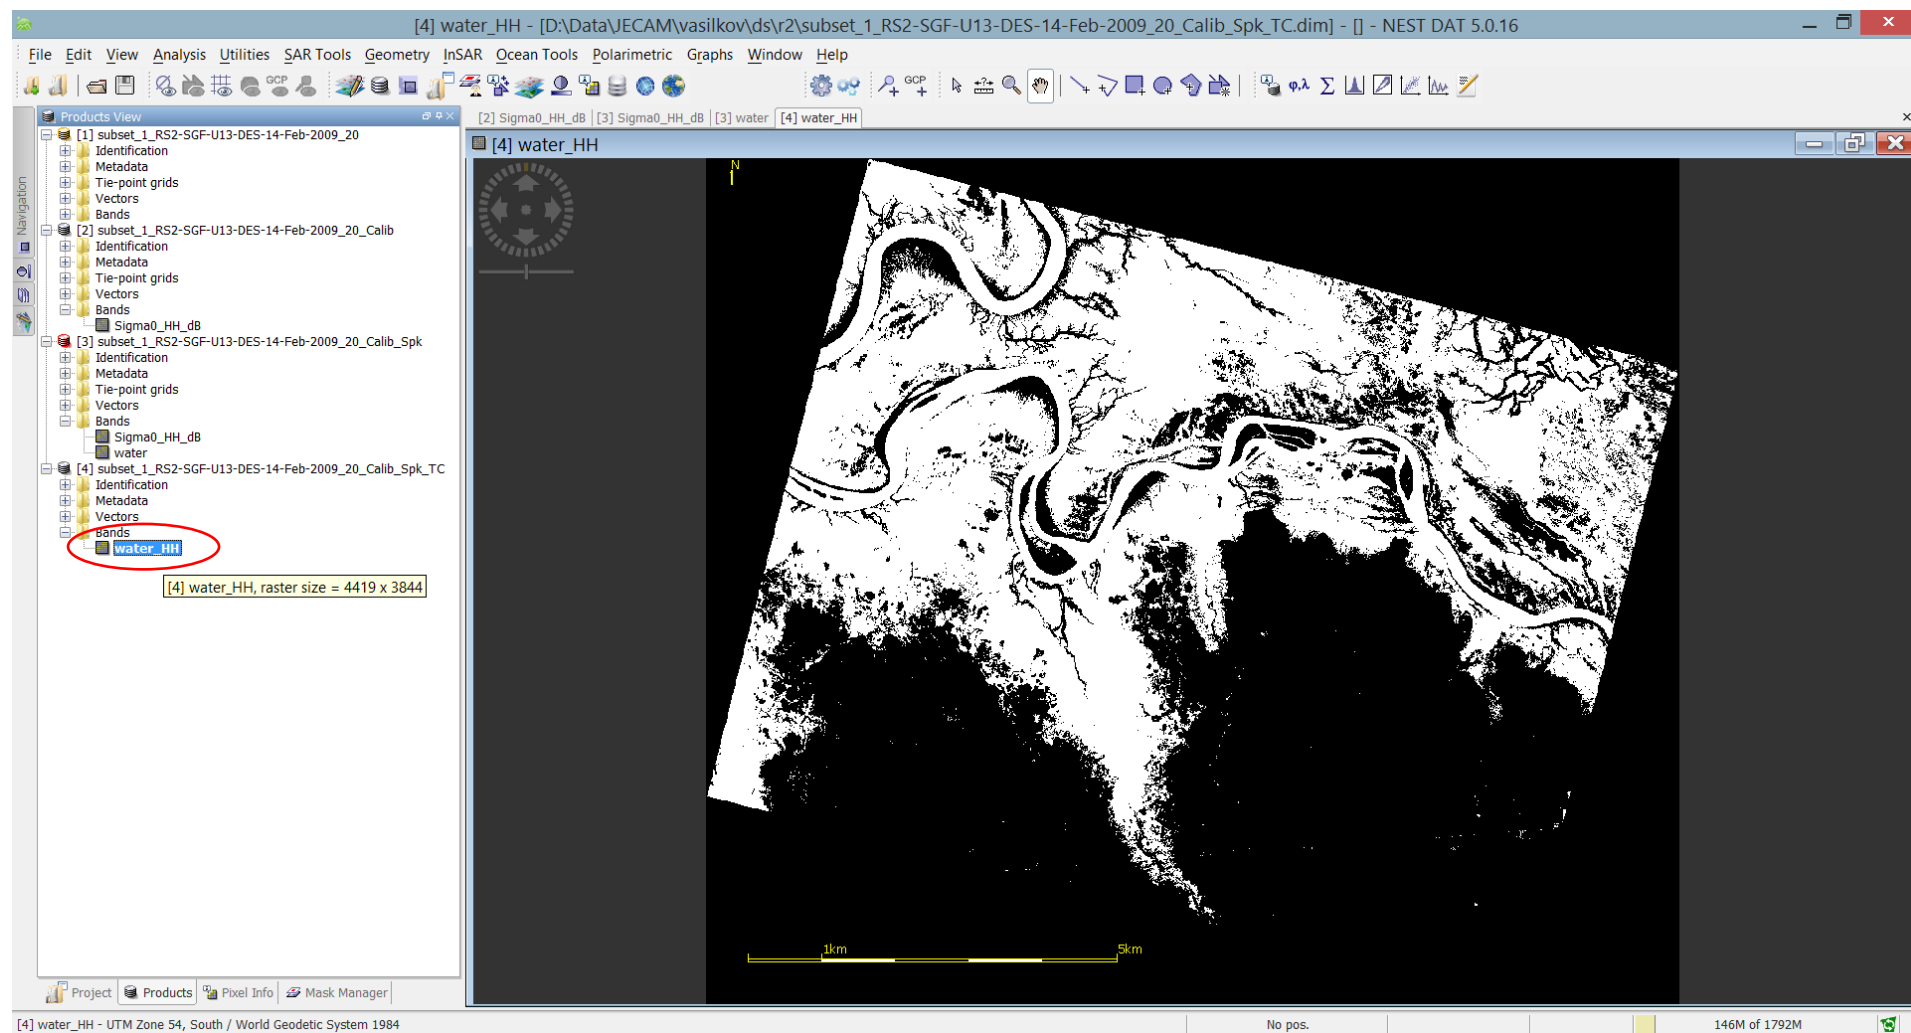 [4] water_HH - [D:\Data\JECAM\vasilkov\ds\r2\subset_1_RS2-SGF-U13-DES-14-Feb-2009_20_Calib_Spk_TC.dim] - [] - NEST DAT 5.0.16
File Edit View Analysis Utilities SAR Tools Geometry InSAR Ocean Tools Polarimetric Graphs Window Help
GCP GCP φ,λ Σ
Products View
[2] Sigma0_HH_dB [3] Sigma0_HH_dB [3] water [4] water_HH
[4] water_HH
Navigation
[1] subset_1_RS2-SGF-U13-DES-14-Feb-2009_20
Identification
Metadata
Tie-point grids
Vectors
Bands
[2] subset_1_RS2-SGF-U13-DES-14-Feb-2009_20_Calib
Identification
Metadata
Tie-point grids
Vectors
Bands
Sigma0_HH_dB
[3] subset_1_RS2-SGF-U13-DES-14-Feb-2009_20_Calib_Spk
Identification
Metadata
Tie-point grids
Vectors
Bands
Sigma0_HH_dB
water
[4] subset_1_RS2-SGF-U13-DES-14-Feb-2009_20_Calib_Spk_TC
Identification
Metadata
Vectors
Bands
water_HH
[4] water_HH, raster size = 4419 x 3844
N
1km 5km
Project Products Pixel Info Mask Manager
[4] water_HH - UTM Zone 54, South / World Geodetic System 1984 No pos. 146M of 1792M